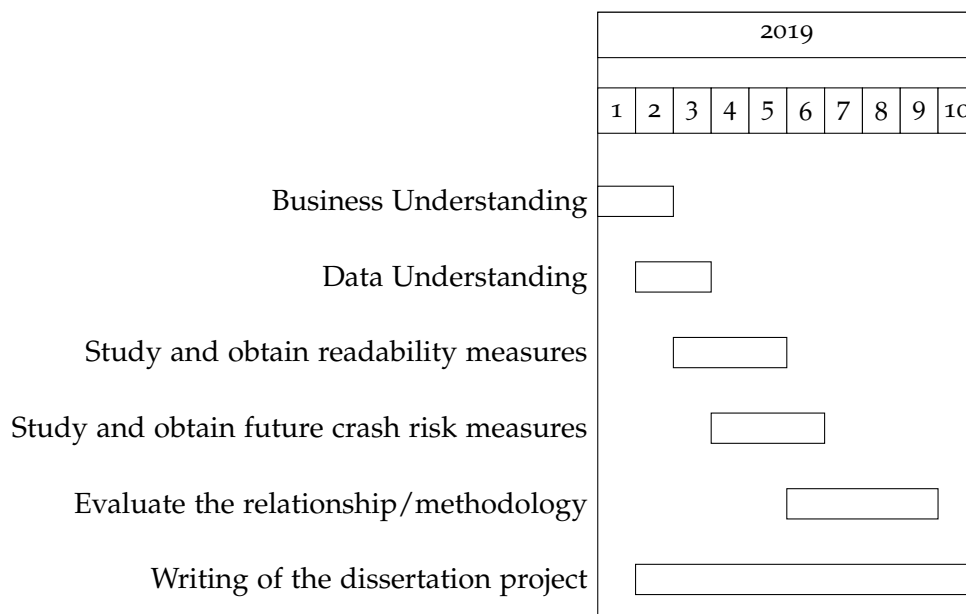 2019
1 2 3 4 5 6 7 8 9 10
Business Understanding
Data Understanding
Study and obtain readability measures
Study and obtain future crash risk measures
Evaluate the relationship/methodology
Writing of the dissertation project